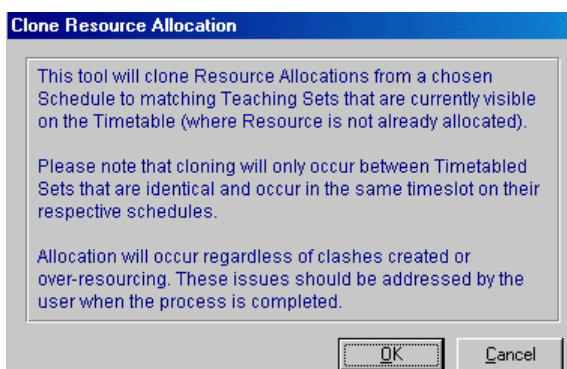 Clone Resource Allocation
This tool will clone Resource Allocations from a chosen
Schedule to matching Teaching Sets that are currently visible
on the Timetable (where Resource is not already allocated).
Please note that cloning will only occur between Timetabled
Sets that are identical and occur in the same timeslot on their
respective schedules.
Allocation will occur regardless of clashes created or
over-resourcing. These issues should be addressed by the
user when the process is completed.
OK
Cancel